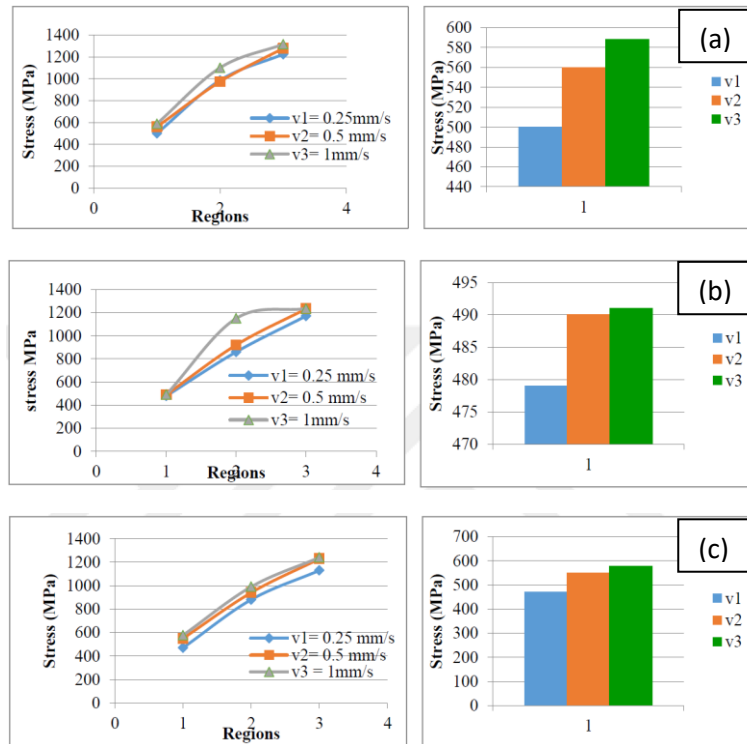 1400
1200
1000
800
600
400
200
0
Stress (MPa)
v1= 0.25mm/s
v2= 0.5 mm/s
v3= 1mm/s
0 2 4
Regions
600
580
560
540
520
500
480
460
440
Stress (MPa)
1
v1
v2
v3
(a)
1400
1200
1000
800
600
400
200
0
stress MPa
v1= 0.25 mm/s
v2= 0.5 mm/s
v3= 1mm/s
0 1 2 3 4
Regions
495
490
485
480
475
470
Stress (MPa)
1
v1
v2
v3
(b)
1400
1200
1000
800
600
400
200
0
Stress (MPa)
v1= 0.25 mm/s
v2= 0.5 mm/s
v3 = 1mm/s
0 1 2 3 4
Regions
700
600
500
400
300
200
100
0
Stress (MPa)
1
v1
v2
v3
(c)